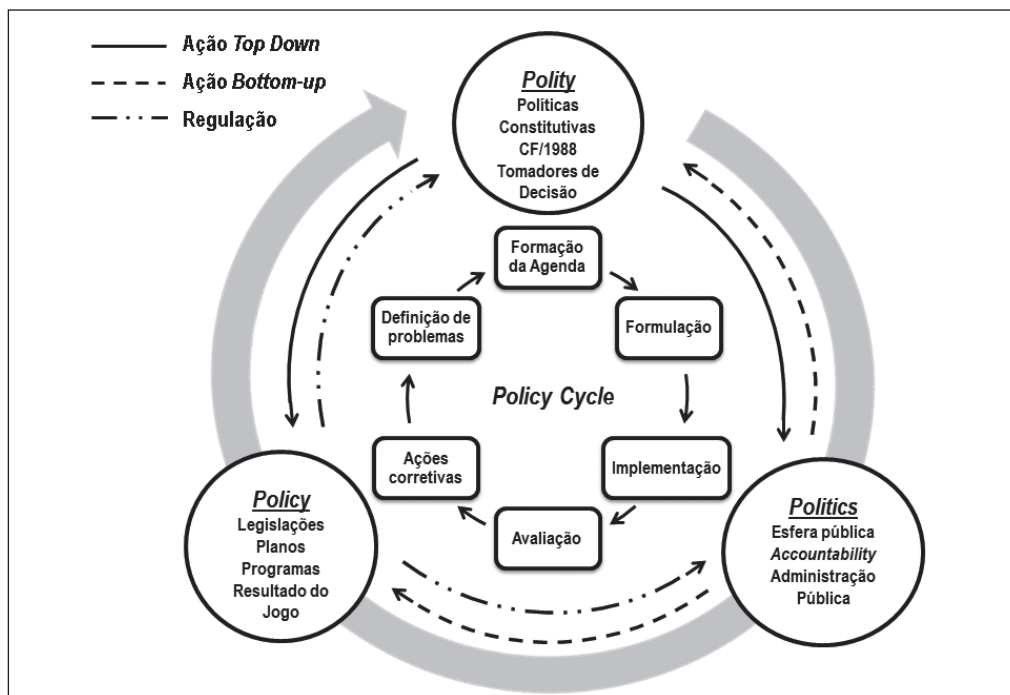 Ação Top Down
Ação Bottom-up
Regulação
Polity
Políticas
Constitutivas
CF/1988
Tomadores de
Decisão
Formação
da Agenda
Definição de
problemas
Formulação
Policy Cycle
Ações
corretivas
Implementação
Avaliação
Policy
Legislações
Planos
Programas
Resultado do
Jogo
Politics
Esfera pública
Accountability
Administração
Pública